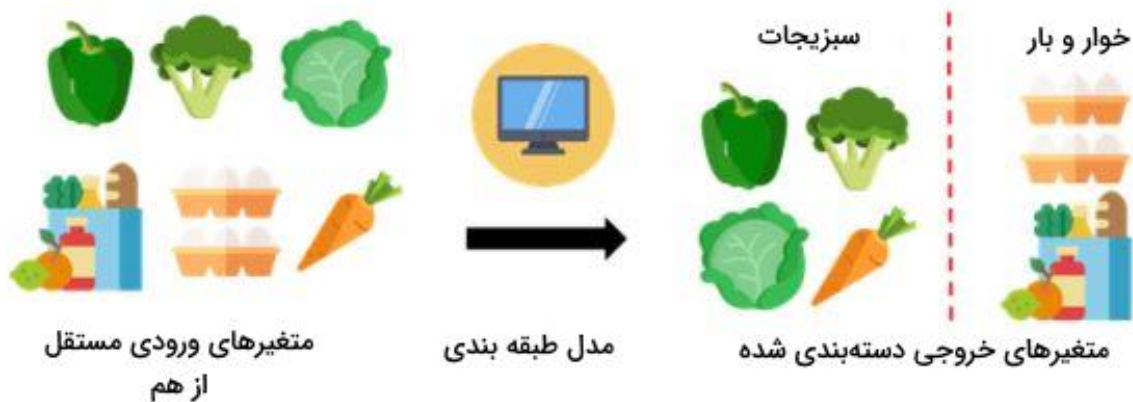 خوار و بار
سبزیجات
متغیرهای خروجی دسته‌بندی شده
مدل طبقه بندی
متغیرهای ورودی مستقل
از هم